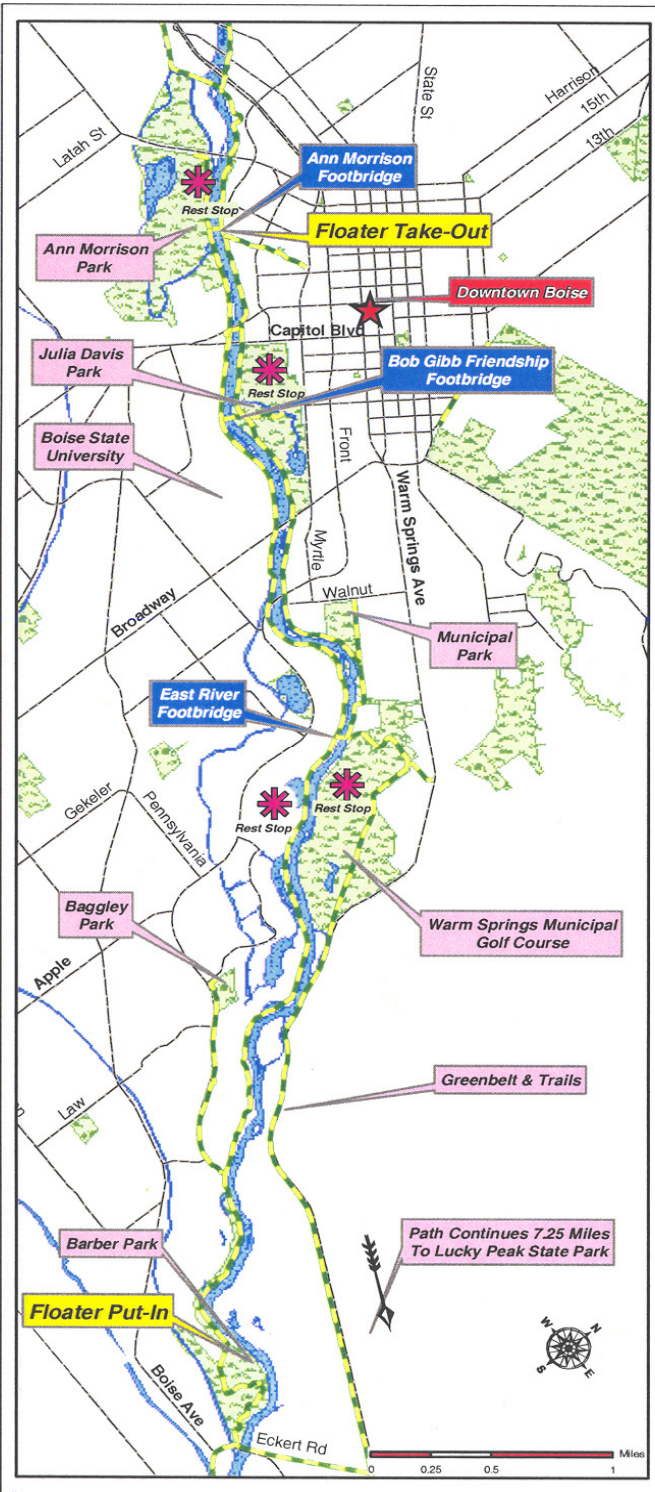 State St
Harrison
15th
13th
Latah St
Ann Morrison
Footbridge
Rest Stop
Floater Take-Out
Ann Morrison
Park
Downtown Boise
Capitol Blvd
Julia Davis
Park
Bob Gibb Friendship
Footbridge
Rest Stop
Boise State
University
Front
Myrtle
Warm Springs Ave
Walnut
Broadway
Municipal
Park
East River
Footbridge
Rest Stop
Rest Stop
Gekeler
Pennsylvania
Baggley
Park
Warm Springs Municipal
Golf Course
Apple
Greenbelt & Trails
Law
Barber Park
Path Continues 7.25 Miles
To Lucky Peak State Park
Floater Put-In
W
N
S
E
Boise Ave
Eckert Rd
Miles
0
0.25
0.5
1